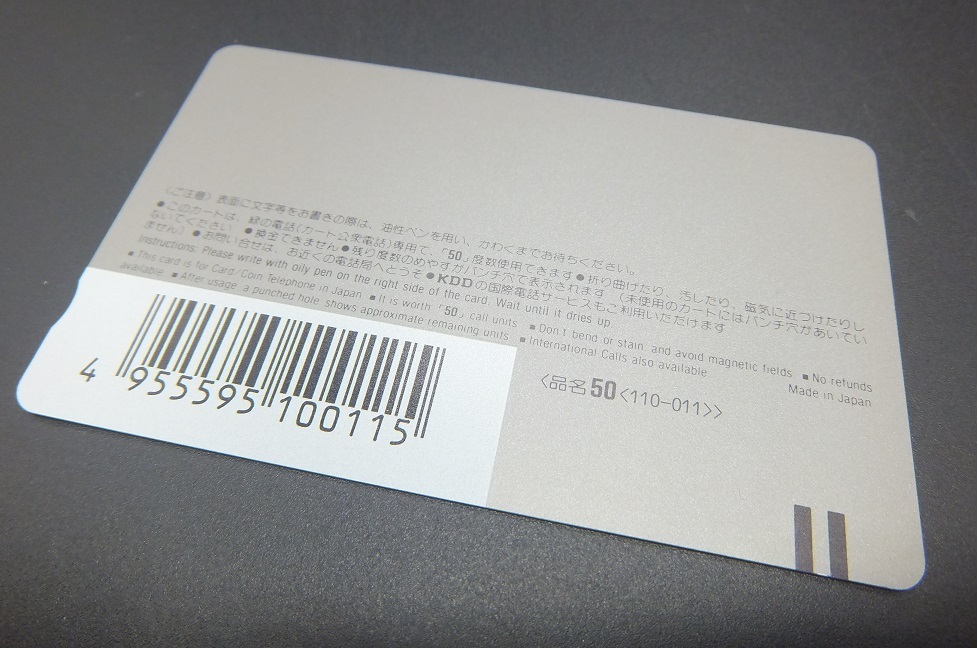 〈ご注意〉表面に文字等をお書きの際は、油性ペンを用い、かわくまでお待ちください。
●このカードは、緑の電話(カード公衆電話)専用で、「50」度数使用できます●折り曲げたり、汚したり、磁気に近づけたりし
ないでください ●換金できません●残り度数のめやすがパンチ穴で表示されます (未使用のカードにはパンチ穴があいてい
ません)●お問い合せは、お近くの電話局へどうぞ●KDDの国際電話サービスもご利用いただけます
Instructions: Please write with oily pen on the right side of the card. Wait until it dries up
■ This card is for Card/Coin Telephone in Japan ■ It is worth「50」call units ■ Don't bend or stain, and avoid magnetic fields ■ No refunds
available ■ After usage, a punched hole shows approximate remaining units ■ International Calls also available Made in Japan
〈品名50〈110-011〉〉
4 955595 100115